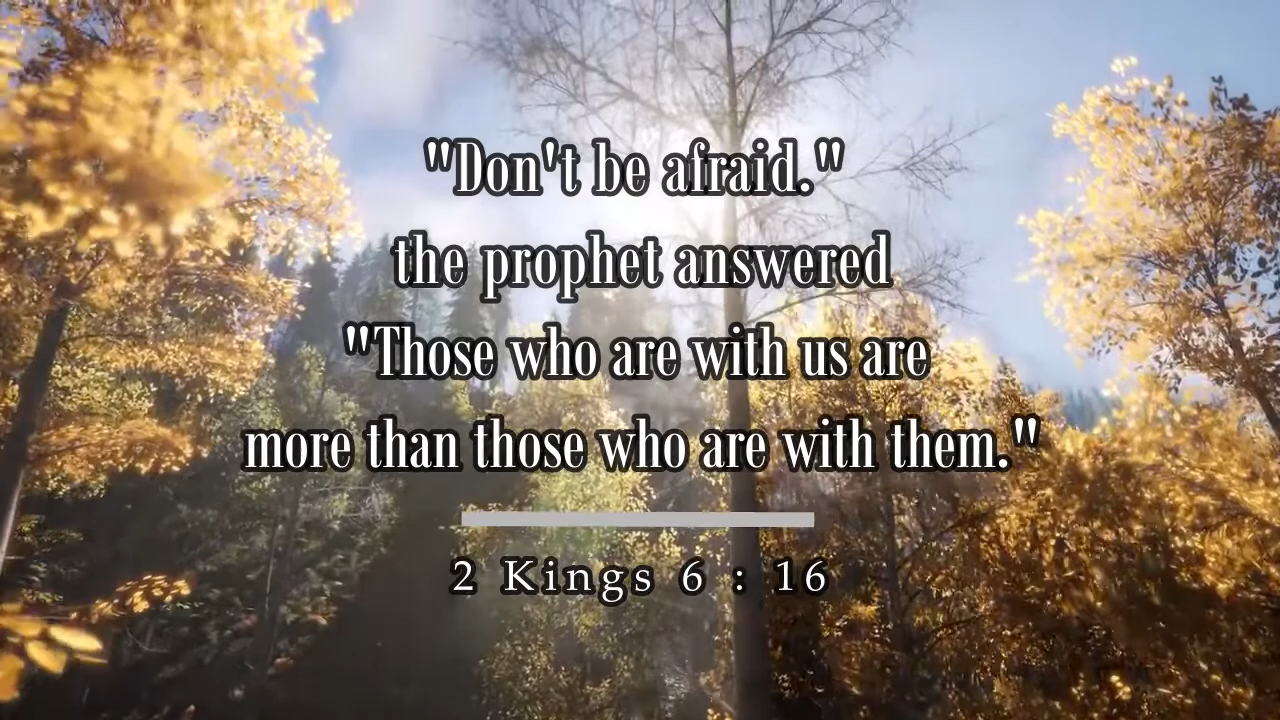 "Don't be afraid."
the prophet answered
"Those who are with us are
more than those who are with them."
2 Kings 6 : 16